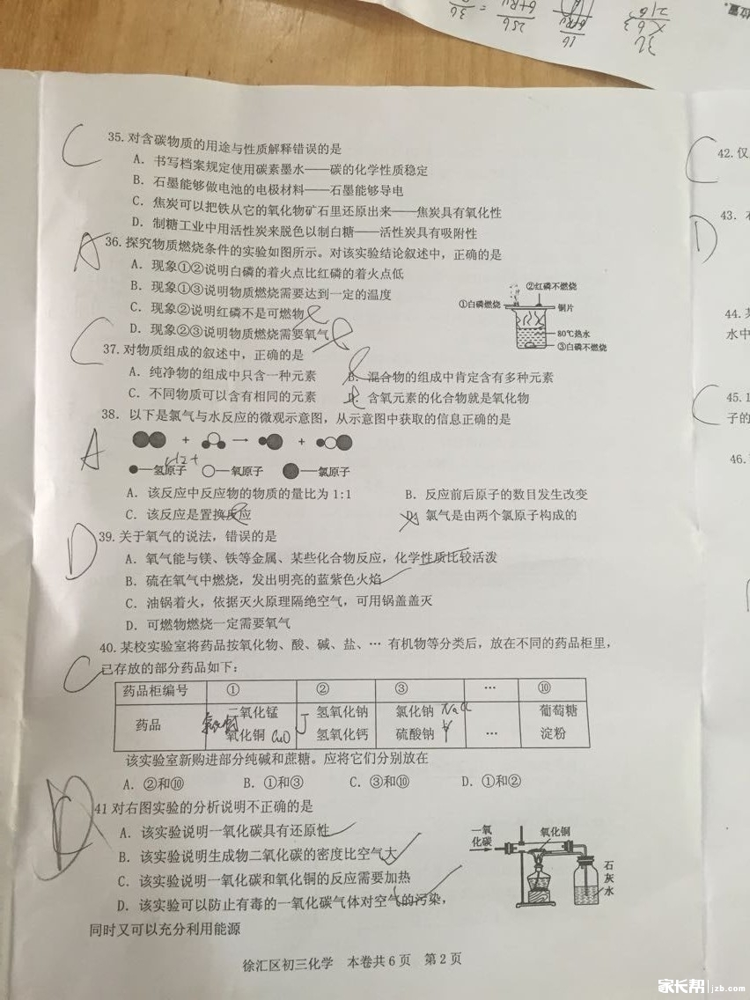 36
256
64Rv
16
64Rv
=
36
x 63
216
位置.
C 35. 对含碳物质的用途与性质解释错误的是
A. 书写档案规定使用碳素墨水——碳的化学性质稳定
B. 石墨能够做电池的电极材料——石墨能够导电
C. 焦炭可以把铁从它的氧化物矿石里还原出来——焦炭具有氧化性
D. 制糖工业中用活性炭来脱色以制白糖——活性炭具有吸附性
A 36. 探究物质燃烧条件的实验如图所示。对该实验结论叙述中，正确的是
A. 现象①②说明白磷的着火点比红磷的着火点低
B. 现象①③说明物质燃烧需要达到一定的温度
C. 现象②说明红磷不是可燃物
D. 现象②③说明物质燃烧需要氧气
②红磷不燃烧
①白磷燃烧
铜片
80℃热水
③白磷不燃烧
C 37. 对物质组成的叙述中，正确的是
A. 纯净物的组成中只含一种元素 B. 混合物的组成中肯定含有多种元素
C. 不同物质可以含有相同的元素 D. 含氧元素的化合物就是氧化物
38. 以下是氯气与水反应的微观示意图，从示意图中获取的信息正确的是
A
+ → +
—氢原子 —氧原子 —氯原子
A. 该反应中反应物的物质的量比为 1:1 B. 反应前后原子的数目发生改变
C. 该反应是置换反应 D. 氯气是由两个氯原子构成的
D 39. 关于氧气的说法，错误的是
A. 氧气能与镁、铁等金属、某些化合物反应，化学性质比较活泼
B. 硫在氧气中燃烧，发出明亮的蓝紫色火焰
C. 油锅着火，依据灭火原理隔绝空气，可用锅盖盖灭
D. 可燃物燃烧一定需要氧气
40. 某校实验室将药品按氧化物、酸、碱、盐、… 有机物等分类后，放在不同的药品柜里，
C 已存放的部分药品如下：
药品柜编号 ① ② ③ … ⑩
药品 二氧化锰 氢氧化钠 氯化钠 NaCl 葡萄糖
氧化铜 CuO 氢氧化钙 硫酸钠 … 淀粉
该实验室新购进部分纯碱和蔗糖。应将它们分别放在
A. ②和⑩ B. ①和③ C. ③和⑩ D. ①和②
D 41 对右图实验的分析说明不正确的是
A. 该实验说明一氧化碳具有还原性
B. 该实验说明生成物二氧化碳的密度比空气大
C. 该实验说明一氧化碳和氧化铜的反应需要加热
D. 该实验可以防止有毒的一氧化碳气体对空气的污染，
同时又可以充分利用能源
一氧
化碳
氧化铜
石
灰
水
徐汇区初三化学 本卷共 6 页 第 2 页
C 42. 仅
D 43.
44.
水中
C 45.
子的
46.
家长帮 jzb.com